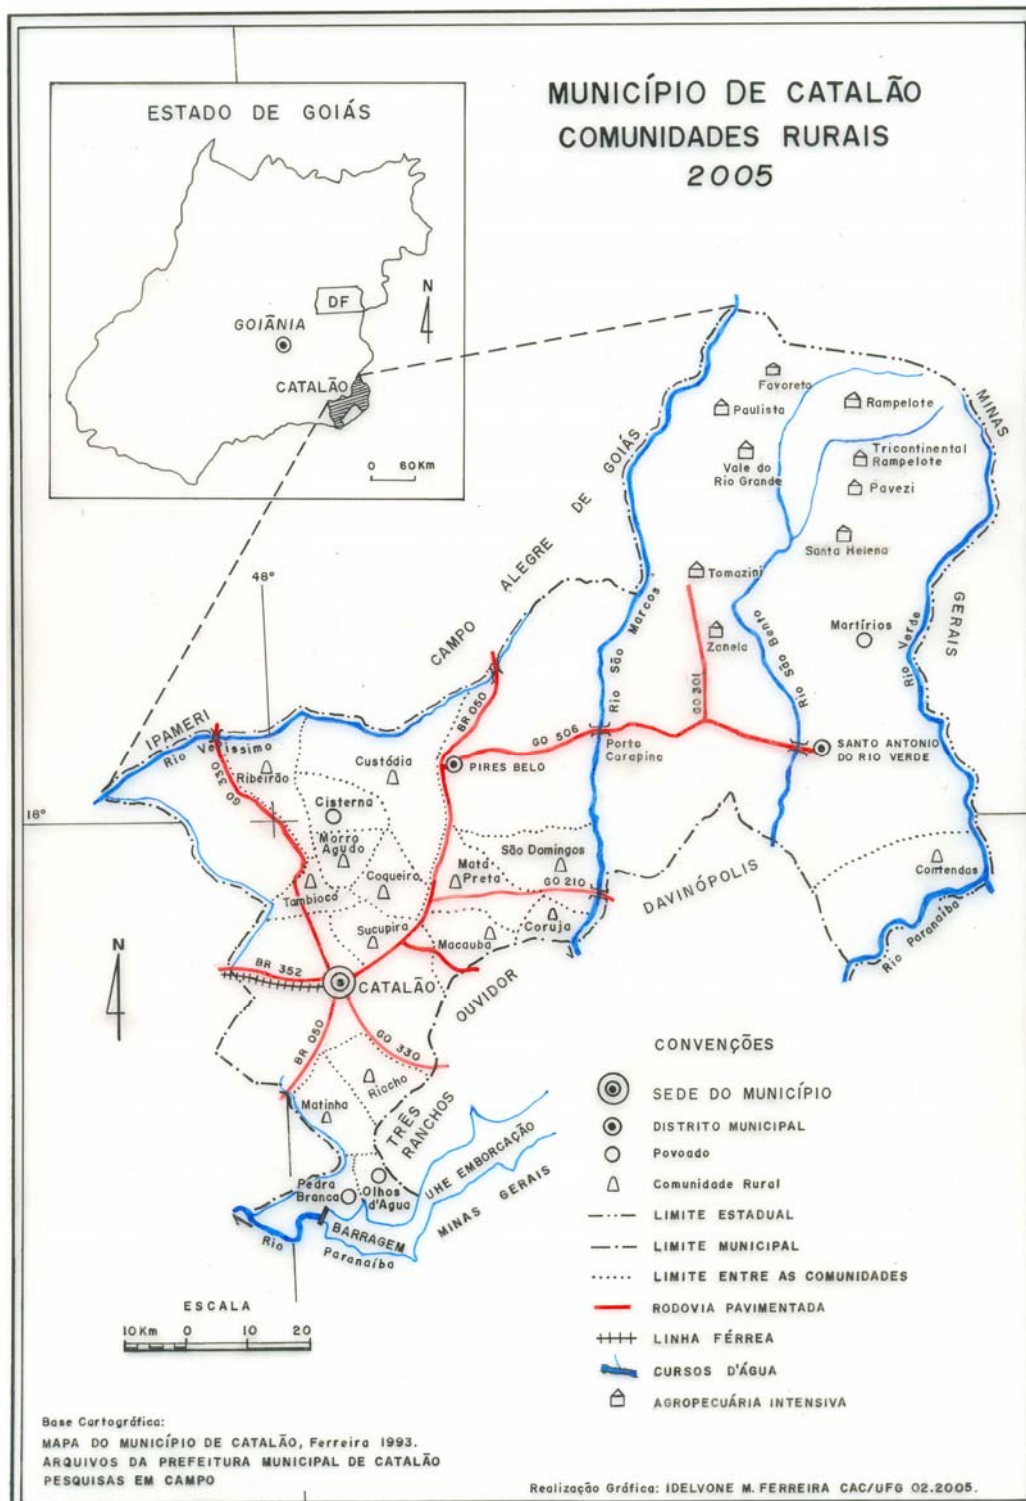 MUNICÍPIO DE CATALÃO
COMUNIDADES RURAIS
2005
ESTADO DE GOIÁS
DF
N
GOIÂNIA
CATALÃO
0 60Km
MINAS
GERAIS
Favoreto
Paulista
Rampelote
Vale do
Rio Grande
Tricontinental
Rampelote
Pavezi
Santa Helena
Tomazini
Zanela
Martírios
CAMPO ALEGRE DE GOIÁS
Rio São Marcos
Rio São Bento
Rio Verde
GO 301
48°
IPAMERI
Rio Veríssimo
BR 050
GO 506
Porto
Carapina
SANTO ANTONIO
DO RIO VERDE
PIRES BELO
GO 330
Ribeirão
Custódia
Cisterna
18°
Morro
Agudo
Coqueiro
Tambiocó
Mata
Preta
São Domingos
GO 210
Coruja
Macauba
Sucupira
DAVINÓPOLIS
Contendas
Rio Paranaíba
N
BR 352
CATALÃO
OUVIDOR
BR 050
GO 330
Riacho
Matinha
TRÊS
RANCHOS
Pedra
Branca
Olhos
d'Agua
UHE EMBORCAÇÃO
MINAS GERAIS
BARRAGEM
Rio Paranaíba
CONVENÇÕES
SEDE DO MUNICÍPIO
DISTRITO MUNICIPAL
Povoado
Comunidade Rural
LIMITE ESTADUAL
LIMITE MUNICIPAL
LIMITE ENTRE AS COMUNIDADES
RODOVIA PAVIMENTADA
LINHA FÉRREA
CURSOS D'ÁGUA
AGROPECUÁRIA INTENSIVA
ESCALA
10 Km 0 10 20
Base Cartográfica:
MAPA DO MUNICÍPIO DE CATALÃO, Ferreira 1993.
ARQUIVOS DA PREFEITURA MUNICIPAL DE CATALÃO
PESQUISAS EM CAMPO
Realização Gráfica: IDELVONE M. FERREIRA CAC/UFG 02.2005.